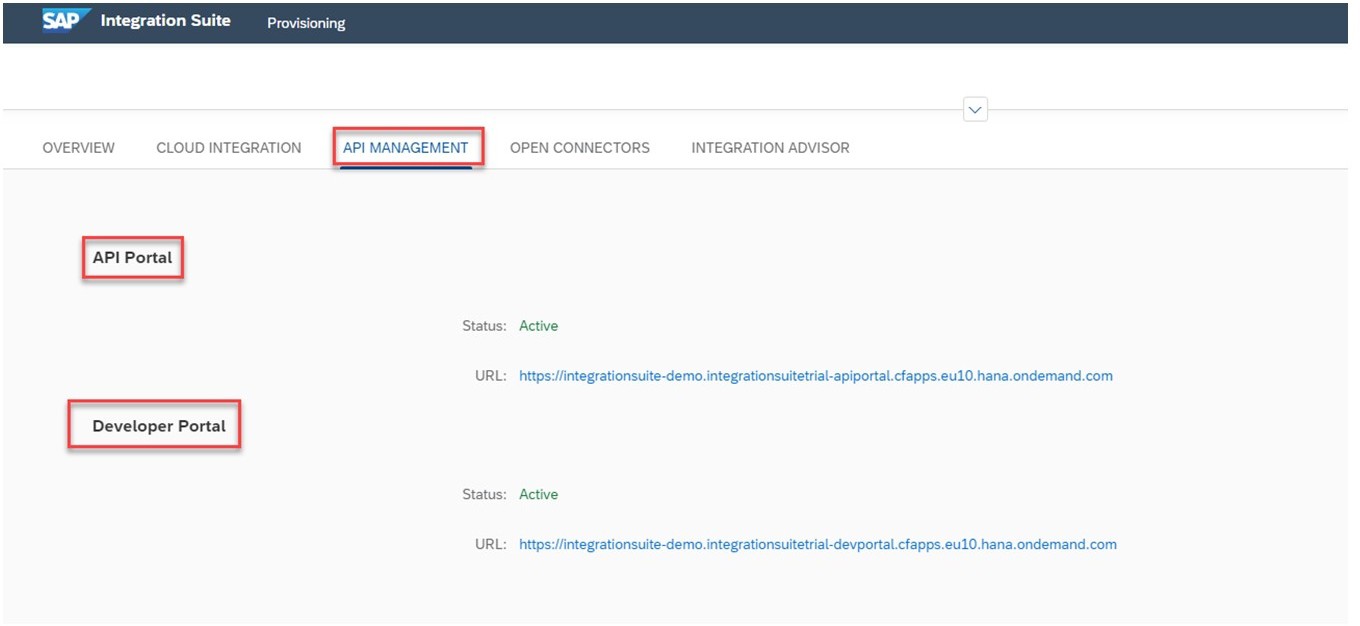 SAP Integration Suite Provisioning
OVERVIEW CLOUD INTEGRATION API MANAGEMENT OPEN CONNECTORS INTEGRATION ADVISOR
API Portal
Status: Active
URL: https://integrationsuite-demo.integrationsuitetrial-apiportal.cfapps.eu10.hana.ondemand.com
Developer Portal
Status: Active
URL: https://integrationsuite-demo.integrationsuitetrial-devportal.cfapps.eu10.hana.ondemand.com